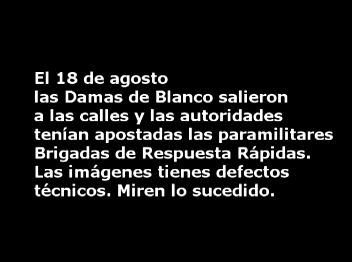 El 18 de agosto
las Damas de Blanco salieron
a las calles y las autoridades
tenían apostadas las paramilitares
Brigadas de Respuesta Rápidas.
Las imágenes tienes defectos
técnicos. Miren lo sucedido.